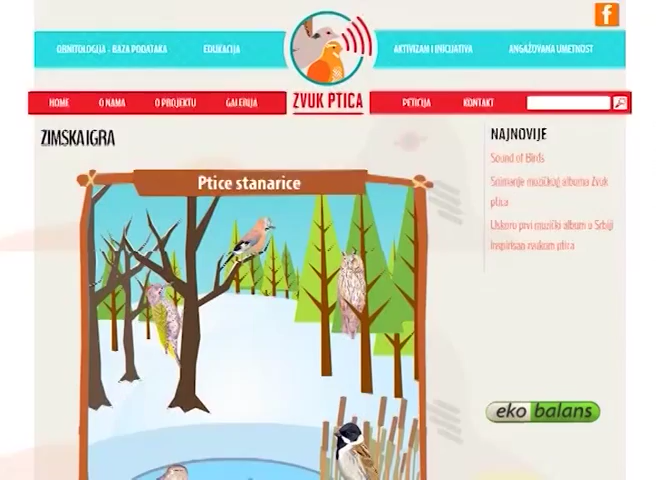 f
ORNITOLOGIJA - BAZA PODATAKA EDUKACIJA AKTIVIZAM I INICIJATIVA ANGAŽOVANA UMETNOST
HOME O NAMA O PROJEKTU GALERIJA ZVUK PTICA PETICIJA KONTAKT
ZIMSKA IGRA
Ptice stanarice
NAJNOVIJE
Sound of Birds
Snimanje muzičkog albuma Zvuk
ptica
Uskoro prvi muzički album u Srbiji
inspirisan zvukom ptica
eko balans